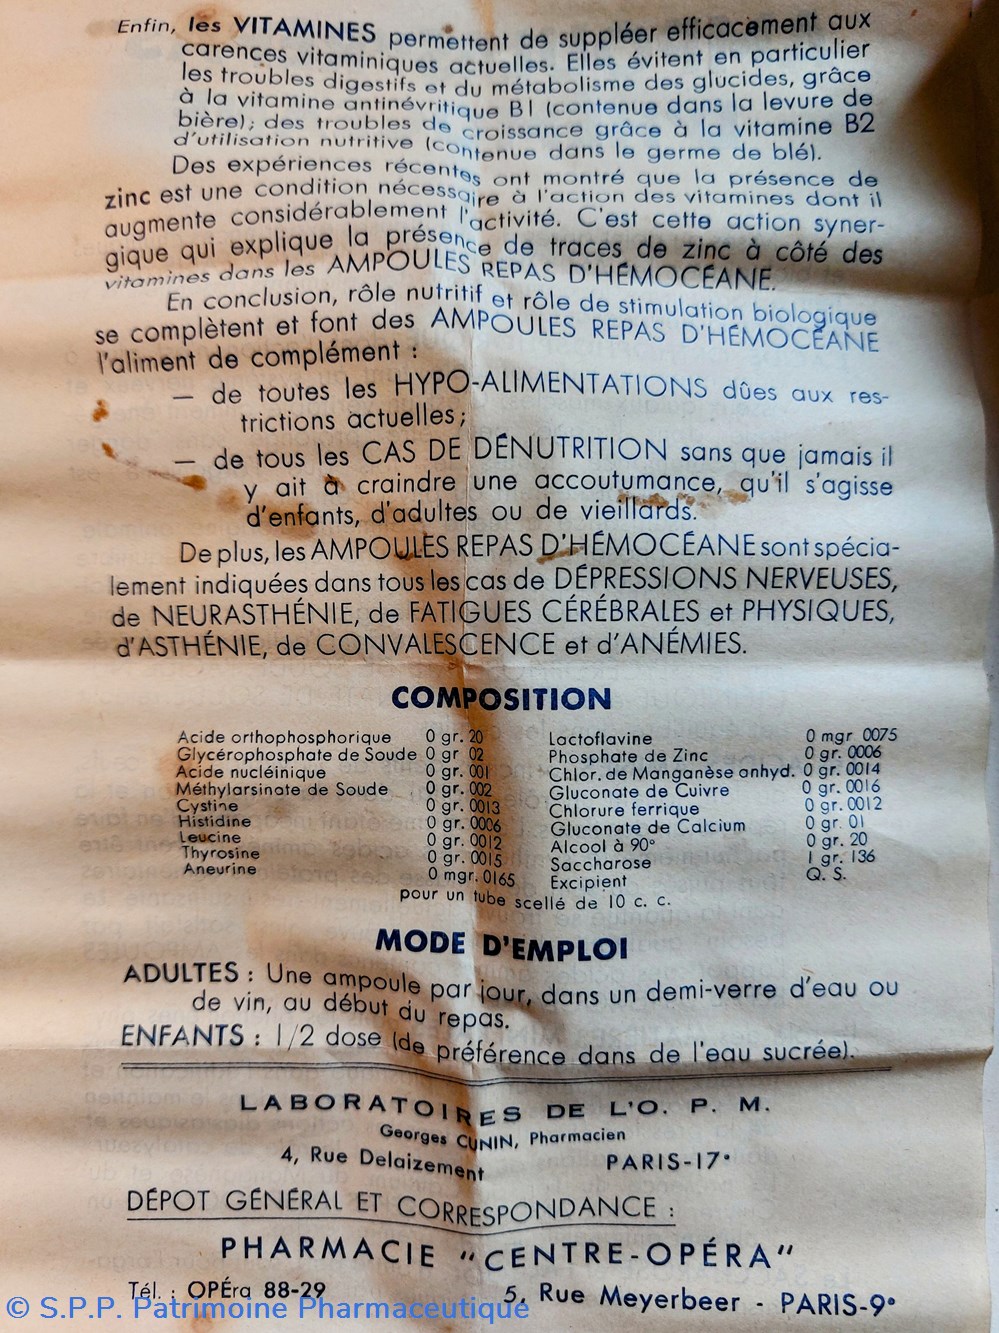 Enfin, les VITAMINES permettent de suppléer efficacement aux
carences vitaminiques actuelles. Elles évitent en particulier
les troubles digestifs et du métabolisme des glucides, grâce
à la vitamine antinévritique B1 (contenue dans la levure de
bière); des troubles de croissance grâce à la vitamine B2
d'utilisation nutritive (contenue dans le germe de blé).
Des expériences récentes ont montré que la présence de
zinc est une condition nécessaire à l'action des vitamines dont il
augmente considérablement l'activité. C'est cette action syner-
gique qui explique la présence de traces de zinc à côté des
vitamines dans les AMPOULES REPAS D'HÉMOCÉANE.
En conclusion, rôle nutritif et rôle de stimulation biologique
se complètent et font des AMPOULES REPAS D'HÉMOCÉANE
l'aliment de complément :
— de toutes les HYPO-ALIMENTATIONS dûes aux res-
trictions actuelles;
— de tous les CAS DE DÉNUTRITION sans que jamais il
y ait à craindre une accoutumance, qu'il s'agisse
d'enfants, d'adultes ou de vieillards.
De plus, les AMPOULES REPAS D'HÉMOCÉANE sont spécia-
lement indiquées dans tous les cas de DÉPRESSIONS NERVEUSES,
de NEURASTHÉNIE, de FATIGUES CÉRÉBRALES et PHYSIQUES,
d'ASTHÉNIE, de CONVALESCENCE et d'ANÉMIES.
COMPOSITION
Acide orthophosphorique 0 gr. 20
Glycérophosphate de Soude 0 gr 02
Acide nucléinique 0 gr. 001
Méthylarsinate de Soude 0 gr. 002
Cystine 0 gr. 0013
Histidine 0 gr. 0006
Leucine 0 gr. 0012
Thyrosine 0 gr. 0015
Aneurine 0 mgr. 0165
Lactoflavine 0 mgr 0075
Phosphate de Zinc 0 gr. 0006
Chlor. de Manganèse anhyd. 0 gr. 0014
Gluconate de Cuivre 0 gr. 0016
Chlorure ferrique 0 gr. 0012
Gluconate de Calcium 0 gr. 01
Alcool à 90° 0 gr. 20
Saccharose 1 gr. 136
Excipient Q. S.
pour un tube scellé de 10 c. c.
MODE D'EMPLOI
ADULTES : Une ampoule par jour, dans un demi-verre d'eau ou
de vin, au début du repas.
ENFANTS : 1/2 dose (de préférence dans de l'eau sucrée).
LABORATOIRES DE L'O. P. M.
Georges CUNIN, Pharmacien
4, Rue Delaizement PARIS-17e
DÉPOT GÉNÉRAL ET CORRESPONDANCE :
PHARMACIE "CENTRE-OPÉRA"
Tél. : OPÉra 88-29 5, Rue Meyerbeer - PARIS-9e
© S.P.P. Patrimoine Pharmaceutique